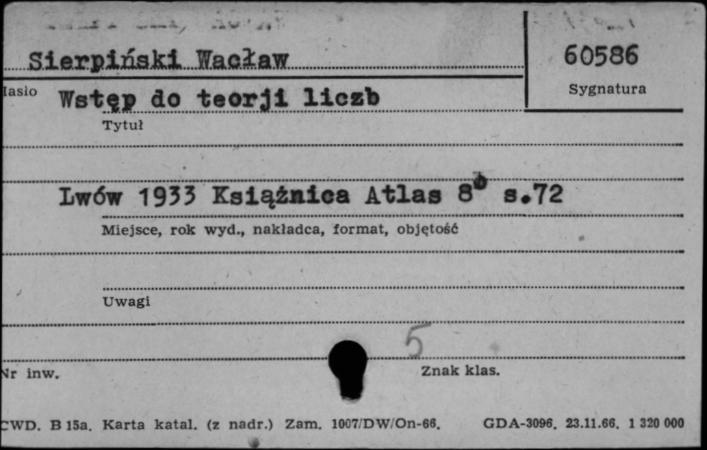 Sierpiński Wacław
60586
Sygnatura
Hasło
Wstęp do teorji liczb
Tytuł
Lwów 1933 Książnica Atlas 8° s.72
Miejsce, rok wyd., nakładca, format, objętość
Uwagi
5
Nr inw.
Znak klas.
CWD. B 15a. Karta katal. (z nadr.) Zam. 1007/DW/On-66. GDA-3096. 23.11.66. 1 320 000